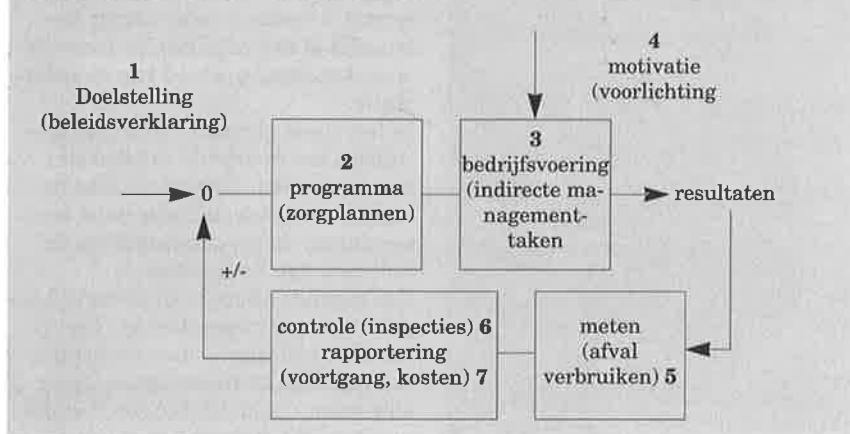 1
Doelstelling
(beleidsverklaring)
0
2
programma
(zorgplannen)
3
bedrijfsvoering
(indirecte ma-
nagement-
taken
4
motivatie
(voorlichting
resultaten
meten
(afval
verbruiken) 5
controle (inspecties) 6
rapportering
(voortgang, kosten) 7
+/-